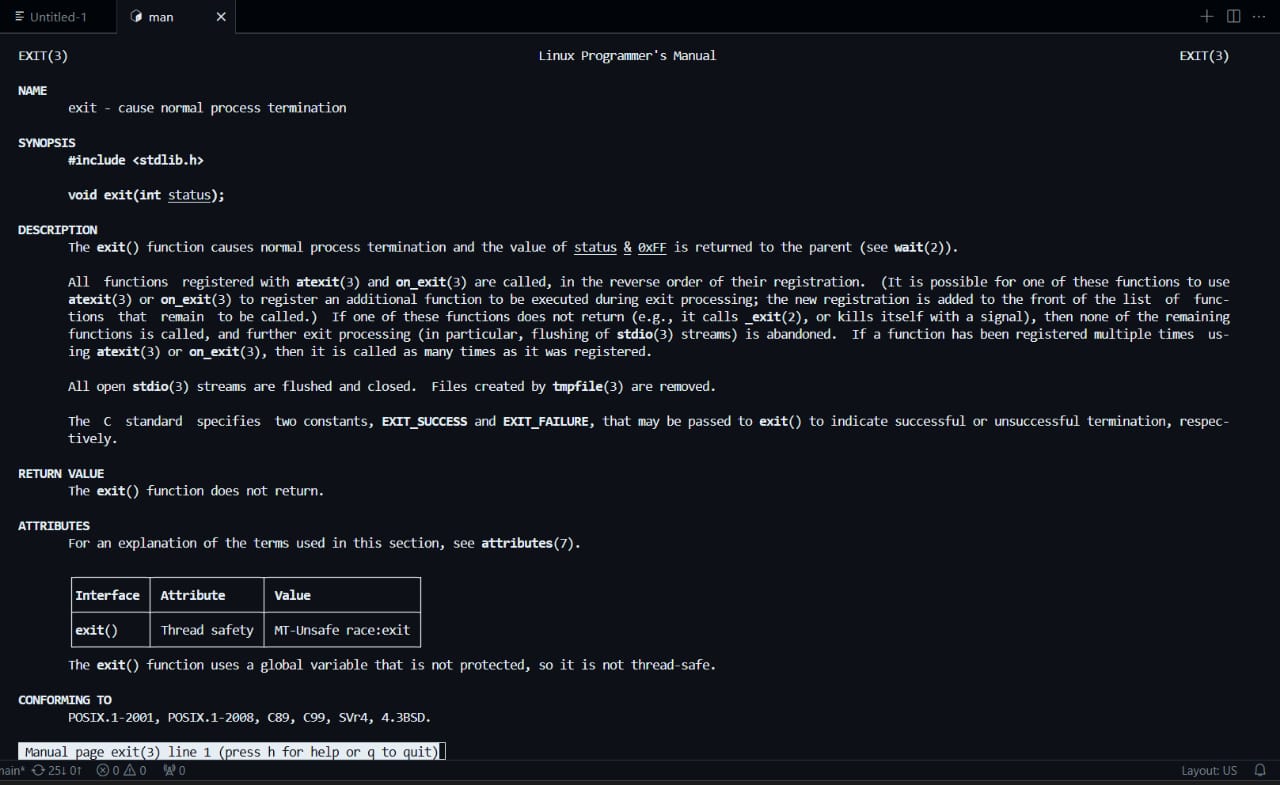 Untitled-1
man
EXIT(3) Linux Programmer's Manual EXIT(3)
NAME
exit - cause normal process termination
SYNOPSIS
#include <stdlib.h>
void exit(int status);
DESCRIPTION
The exit() function causes normal process termination and the value of status & 0xFF is returned to the parent (see wait(2)).
All functions registered with atexit(3) and on_exit(3) are called, in the reverse order of their registration. (It is possible for one of these functions to use
atexit(3) or on_exit(3) to register an additional function to be executed during exit processing; the new registration is added to the front of the list of func-
tions that remain to be called.) If one of these functions does not return (e.g., it calls _exit(2), or kills itself with a signal), then none of the remaining
functions is called, and further exit processing (in particular, flushing of stdio(3) streams) is abandoned. If a function has been registered multiple times us-
ing atexit(3) or on_exit(3), then it is called as many times as it was registered.
All open stdio(3) streams are flushed and closed. Files created by tmpfile(3) are removed.
The C standard specifies two constants, EXIT_SUCCESS and EXIT_FAILURE, that may be passed to exit() to indicate successful or unsuccessful termination, respec-
tively.
RETURN VALUE
The exit() function does not return.
ATTRIBUTES
For an explanation of the terms used in this section, see attributes(7).
Interface Attribute Value
exit() Thread safety MT-Unsafe race:exit
The exit() function uses a global variable that is not protected, so it is not thread-safe.
CONFORMING TO
POSIX.1-2001, POSIX.1-2008, C89, C99, SVr4, 4.3BSD.
Manual page exit(3) line 1 (press h for help or q to quit)
main* 25↓ 0↑ 0 0 0 Layout: US